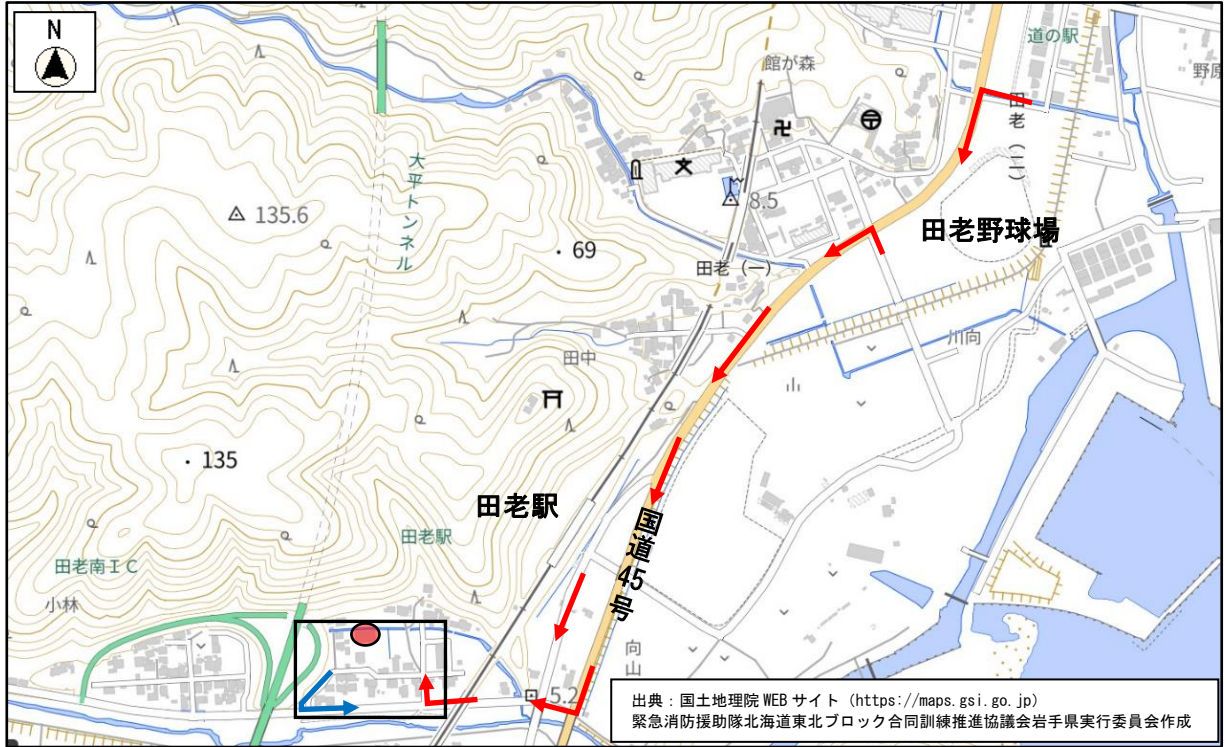 N
道の駅
野原
館が森
田老（二）
大平トンネル
135.6
8.5
69
田老野球場
田老（一）
田中
川向
135
田老駅
国道45号
田老駅
田老南IC
小林
向山
5.2
出典：国土地理院 WEB サイト（https://maps.gsi.go.jp）
緊急消防援助隊北海道東北ブロック合同訓練推進協議会岩手県実行委員会作成